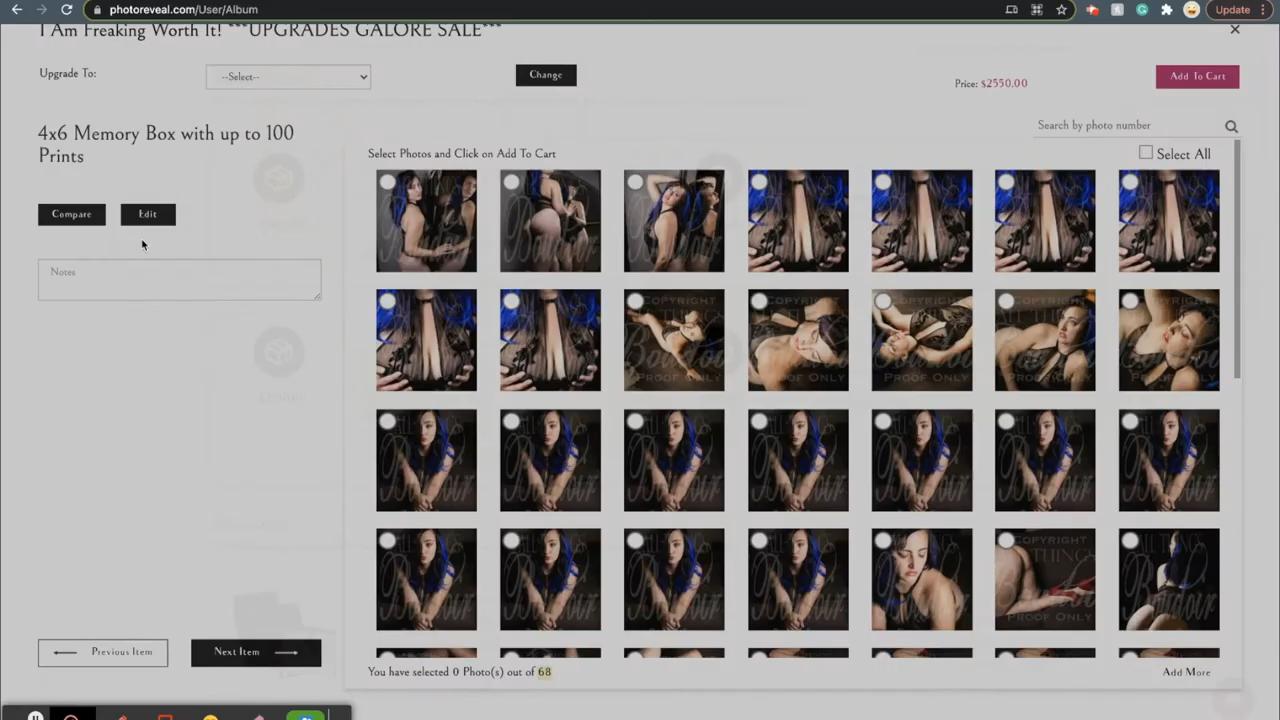 photoreveal.com/User/Album
Update
I Am Freaking Worth It! ***UPGRADES GALORE SALE***
Upgrade To:
--Select--
Change
Price: $2550.00
Add To Cart
4x6 Memory Box with up to 100
Prints
Search by photo number
Select Photos and Click on Add To Cart
Select All
Compare
Edit
Notes
COPYRIGHT
Boudoir
PROOF ONLY
Previous Item
Next Item
You have selected 0 Photo(s) out of 68
Add More